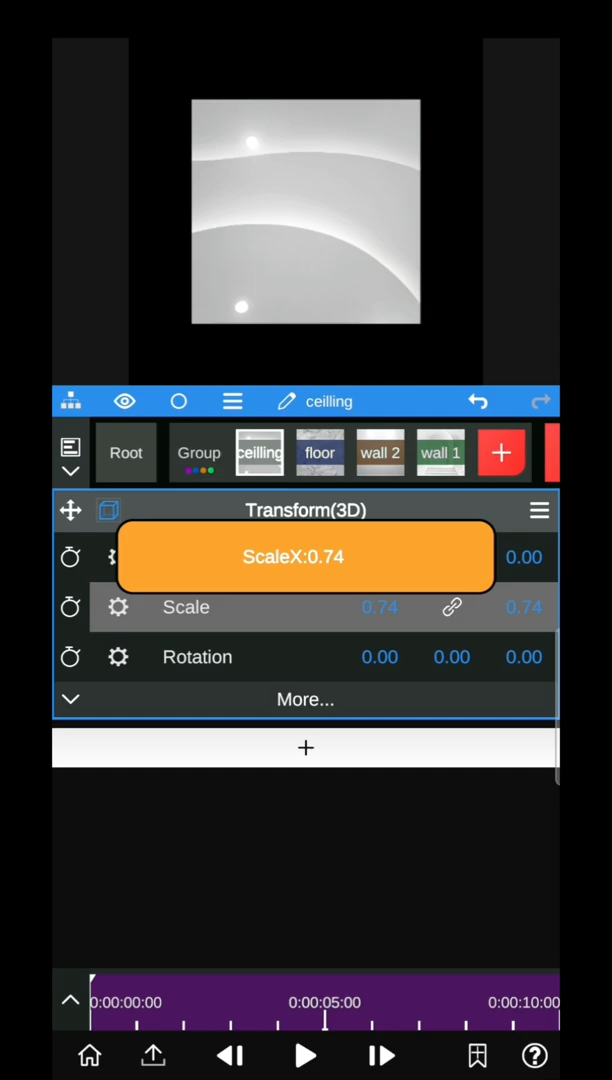 ceilling
Root
Group
ceilling
floor
wall 2
wall 1
+
Transform(3D)
ScaleX:0.74
0.00
Scale 0.74 0.74
Rotation 0.00 0.00 0.00
More...
+
0:00:00:00 0:00:05:00 0:00:10:00
?